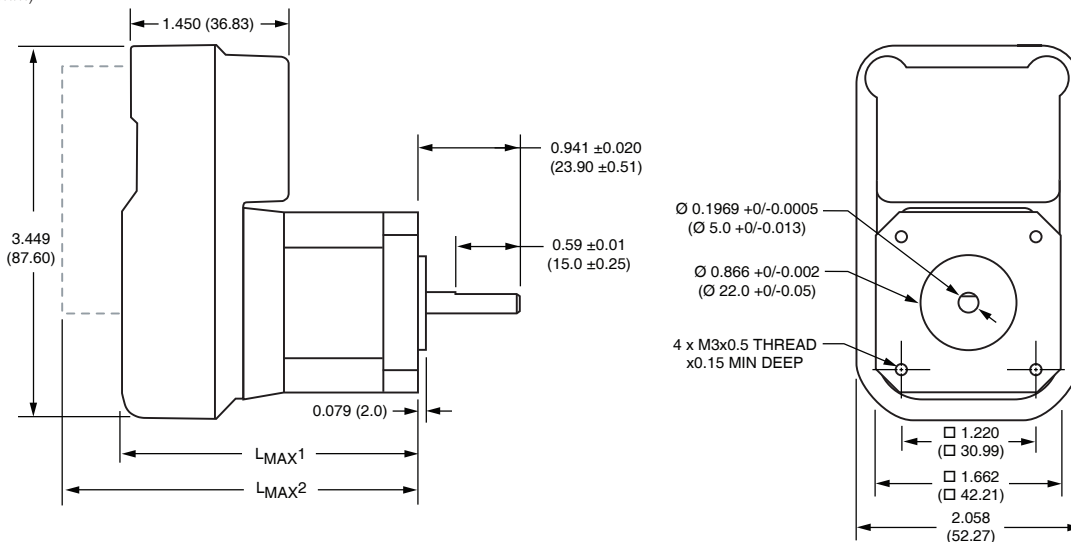 1.450 (36.83)
0.941 ±0.020
(23.90 ±0.51)
3.449
(87.60)
0.59 ±0.01
(15.0 ±0.25)
0.079 (2.0)
LMAX1
LMAX2
Ø 0.1969 +0/-0.0005
(Ø 5.0 +0/-0.013)
Ø 0.866 +0/-0.002
(Ø 22.0 +0/-0.05)
4 x M3x0.5 THREAD
x0.15 MIN DEEP
□ 1.220
(□ 30.99)
□ 1.662
(□ 42.21)
2.058
(52.27)